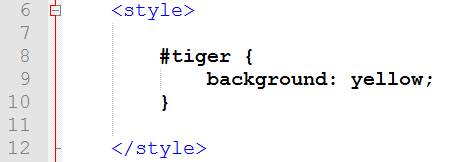 6 <style>
7
8 #tiger {
9 background: yellow;
10 }
11
12 </style>